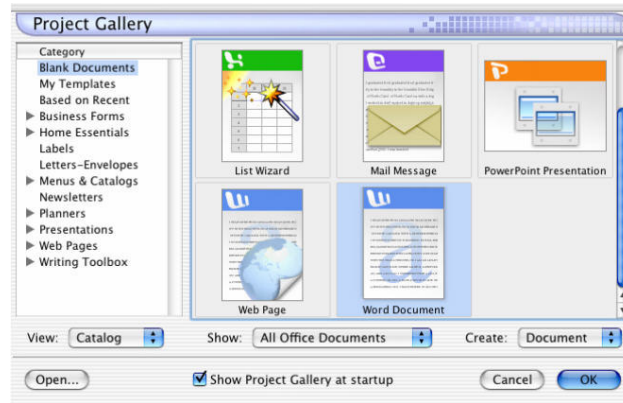 Project Gallery
Category
Blank Documents
My Templates
Based on Recent
Business Forms
Home Essentials
Labels
Letters-Envelopes
Menus & Catalogs
Newsletters
Planners
Presentations
Web Pages
Writing Toolbox
List Wizard
Mail Message
PowerPoint Presentation
Web Page
Word Document
View: Catalog
Show: All Office Documents
Create: Document
Open...
Show Project Gallery at startup
Cancel
OK